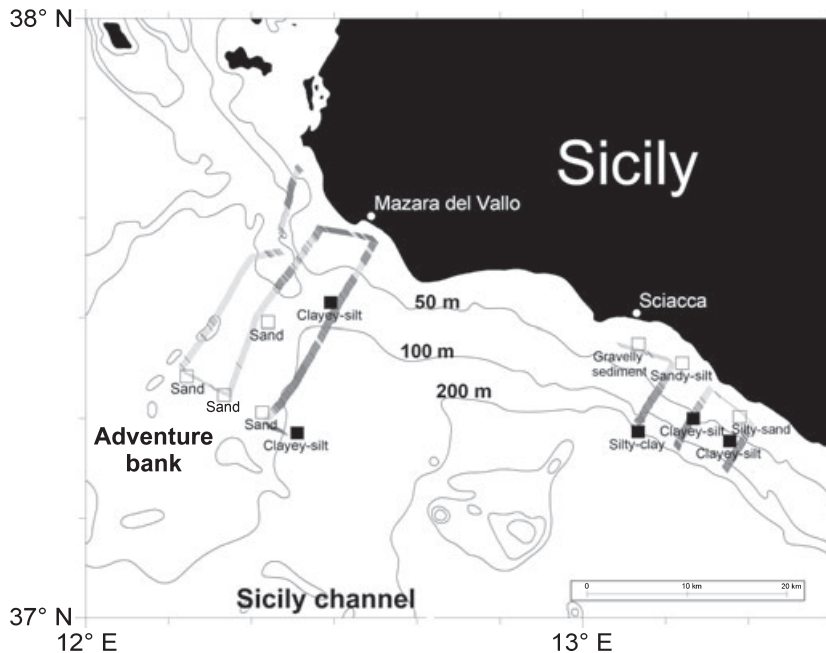 38° N
Sicily
Mazara del Vallo
Sciacca
50 m
Clayey-silt
Sand
100 m
Gravelly
sediment
Sandy-silt
Sand
200 m
Sand
Sand
Silty-sand
Clayey-silt
Adventure
bank
Clayey-silt
Silty-clay
Clayey-silt
0
10 km
20 km
Sicily channel
37° N
12° E
13° E